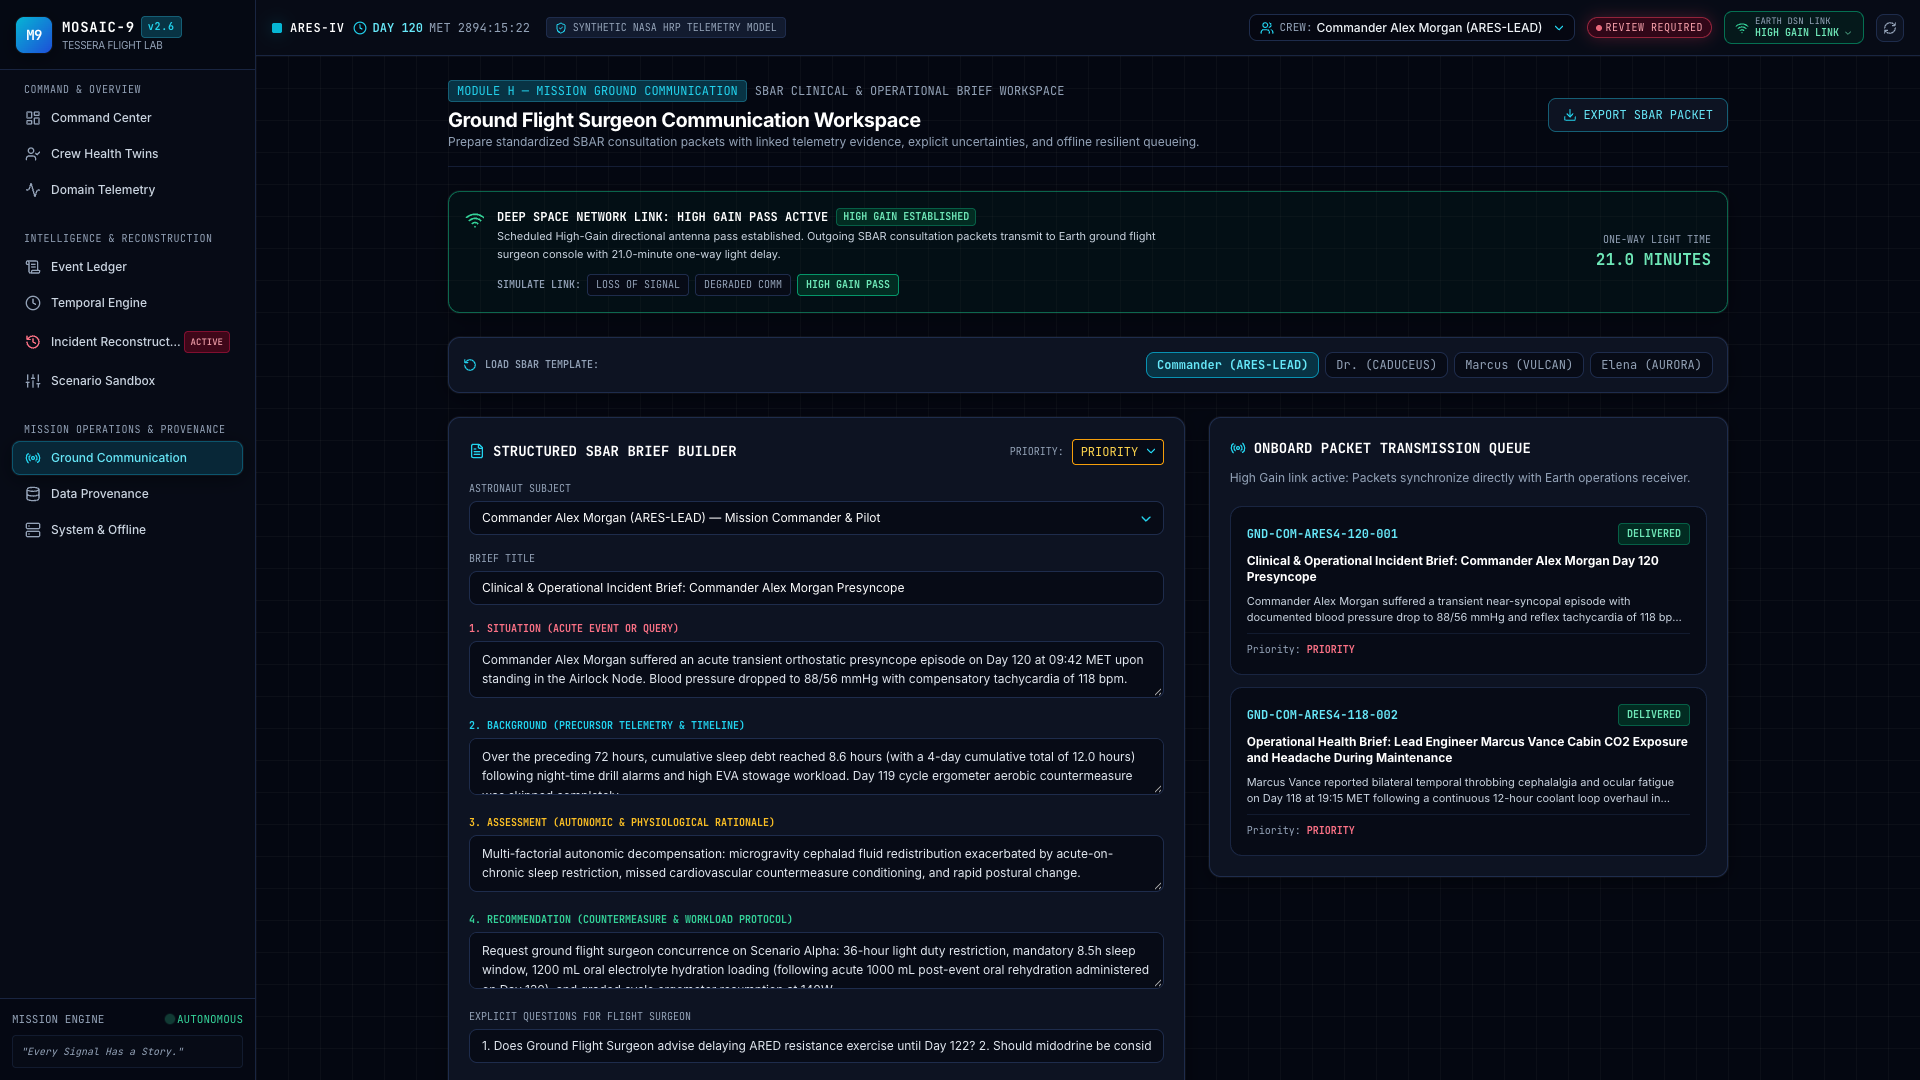 M9
MOSAIC-9 v2.6
TESSERA FLIGHT LAB
COMMAND & OVERVIEW
Command Center
Crew Health Twins
Domain Telemetry
INTELLIGENCE & RECONSTRUCTION
Event Ledger
Temporal Engine
Incident Reconstruct... ACTIVE
Scenario Sandbox
MISSION OPERATIONS & PROVENANCE
Ground Communication
Data Provenance
System & Offline
MISSION ENGINE AUTONOMOUS
"Every Signal Has a Story."
ARES-IV DAY 120 MET 2894:15:22 SYNTHETIC NASA HRP TELEMETRY MODEL
CREW: Commander Alex Morgan (ARES-LEAD)
REVIEW REQUIRED
EARTH DSN LINK
HIGH GAIN LINK
MODULE H — MISSION GROUND COMMUNICATION SBAR CLINICAL & OPERATIONAL BRIEF WORKSPACE
Ground Flight Surgeon Communication Workspace
Prepare standardized SBAR consultation packets with linked telemetry evidence, explicit uncertainties, and offline resilient queueing.
EXPORT SBAR PACKET
DEEP SPACE NETWORK LINK: HIGH GAIN PASS ACTIVE HIGH GAIN ESTABLISHED
Scheduled High-Gain directional antenna pass established. Outgoing SBAR consultation packets transmit to Earth ground flight
surgeon console with 21.0-minute one-way light delay.
SIMULATE LINK: LOSS OF SIGNAL DEGRADED COMM HIGH GAIN PASS
ONE-WAY LIGHT TIME
21.0 MINUTES
LOAD SBAR TEMPLATE:
Commander (ARES-LEAD) Dr. (CADUCEUS) Marcus (VULCAN) Elena (AURORA)
STRUCTURED SBAR BRIEF BUILDER
PRIORITY: PRIORITY
ASTRONAUT SUBJECT
Commander Alex Morgan (ARES-LEAD) — Mission Commander & Pilot
BRIEF TITLE
Clinical & Operational Incident Brief: Commander Alex Morgan Presyncope
1. SITUATION (ACUTE EVENT OR QUERY)
Commander Alex Morgan suffered an acute transient orthostatic presyncope episode on Day 120 at 09:42 MET upon
standing in the Airlock Node. Blood pressure dropped to 88/56 mmHg with compensatory tachycardia of 118 bpm.
2. BACKGROUND (PRECURSOR TELEMETRY & TIMELINE)
Over the preceding 72 hours, cumulative sleep debt reached 8.6 hours (with a 4-day cumulative total of 12.0 hours)
following night-time drill alarms and high EVA stowage workload. Day 119 cycle ergometer aerobic countermeasure
was skipped completely.
3. ASSESSMENT (AUTONOMIC & PHYSIOLOGICAL RATIONALE)
Multi-factorial autonomic decompensation: microgravity cephalad fluid redistribution exacerbated by acute-on-
chronic sleep restriction, missed cardiovascular countermeasure conditioning, and rapid postural change.
4. RECOMMENDATION (COUNTERMEASURE & WORKLOAD PROTOCOL)
Request ground flight surgeon concurrence on Scenario Alpha: 36-hour light duty restriction, mandatory 8.5h sleep
window, 1200 mL oral electrolyte hydration loading (following acute 1000 mL post-event oral rehydration administered
on Day 120), and graded cycle ergometer resumption at 140W.
EXPLICIT QUESTIONS FOR FLIGHT SURGEON
1. Does Ground Flight Surgeon advise delaying ARED resistance exercise until Day 122? 2. Should midodrine be consid
ONBOARD PACKET TRANSMISSION QUEUE
High Gain link active: Packets synchronize directly with Earth operations receiver.
GND-COM-ARES4-120-001 DELIVERED
Clinical & Operational Incident Brief: Commander Alex Morgan Day 120
Presyncope
Commander Alex Morgan suffered a transient near-syncopal episode with
documented blood pressure drop to 88/56 mmHg and reflex tachycardia of 118 bp...
Priority: PRIORITY
GND-COM-ARES4-118-002 DELIVERED
Operational Health Brief: Lead Engineer Marcus Vance Cabin CO2 Exposure
and Headache During Maintenance
Marcus Vance reported bilateral temporal throbbing cephalalgia and ocular fatigue
on Day 118 at 19:15 MET following a continuous 12-hour coolant loop overhaul in...
Priority: PRIORITY